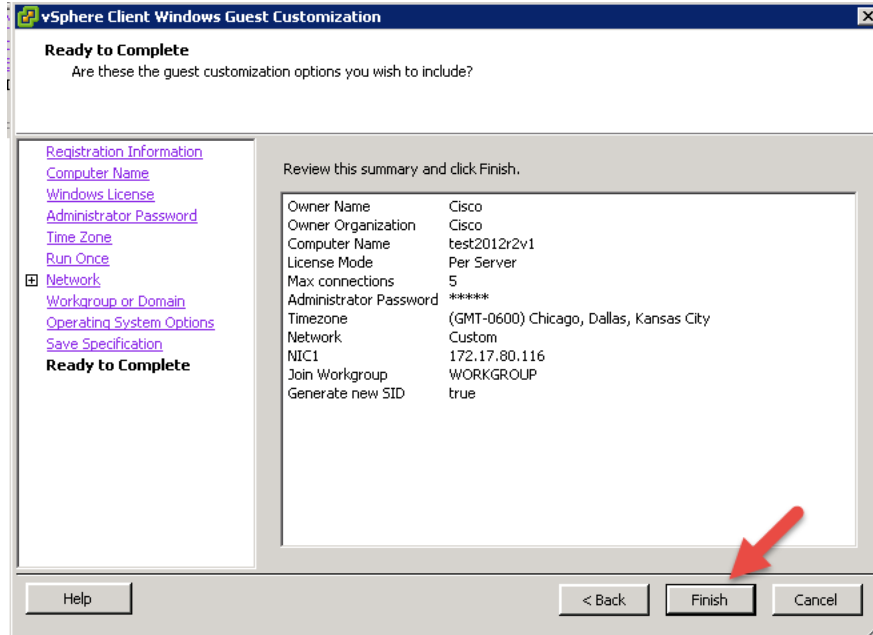 vSphere Client Windows Guest Customization
Ready to Complete
Are these the guest customization options you wish to include?
Registration Information
Computer Name
Windows License
Administrator Password
Time Zone
Run Once
Network
Workgroup or Domain
Operating System Options
Save Specification
Ready to Complete
Review this summary and click Finish.
Owner Name Cisco
Owner Organization Cisco
Computer Name test2012r2v1
License Mode Per Server
Max connections 5
Administrator Password *****
Timezone (GMT-0600) Chicago, Dallas, Kansas City
Network Custom
NIC1 172.17.80.116
Join Workgroup WORKGROUP
Generate new SID true
Help < Back Finish Cancel